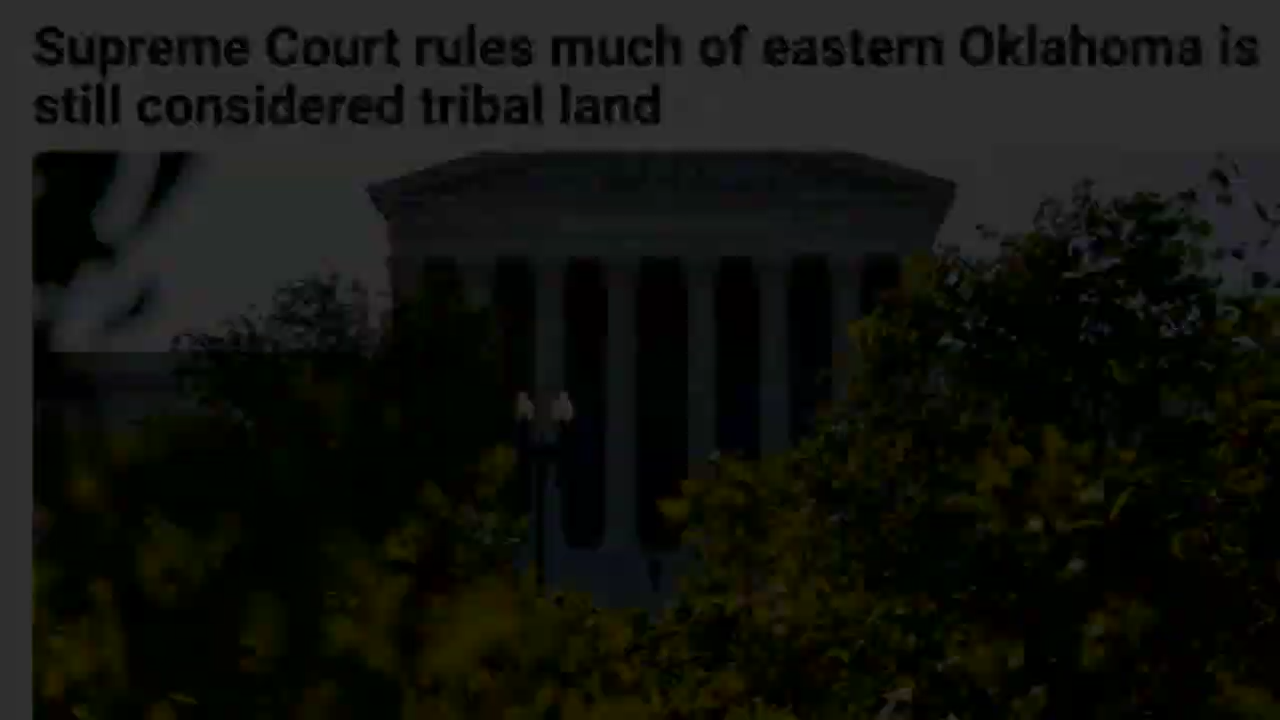 Supreme Court rules much of eastern Oklahoma is
still considered tribal land